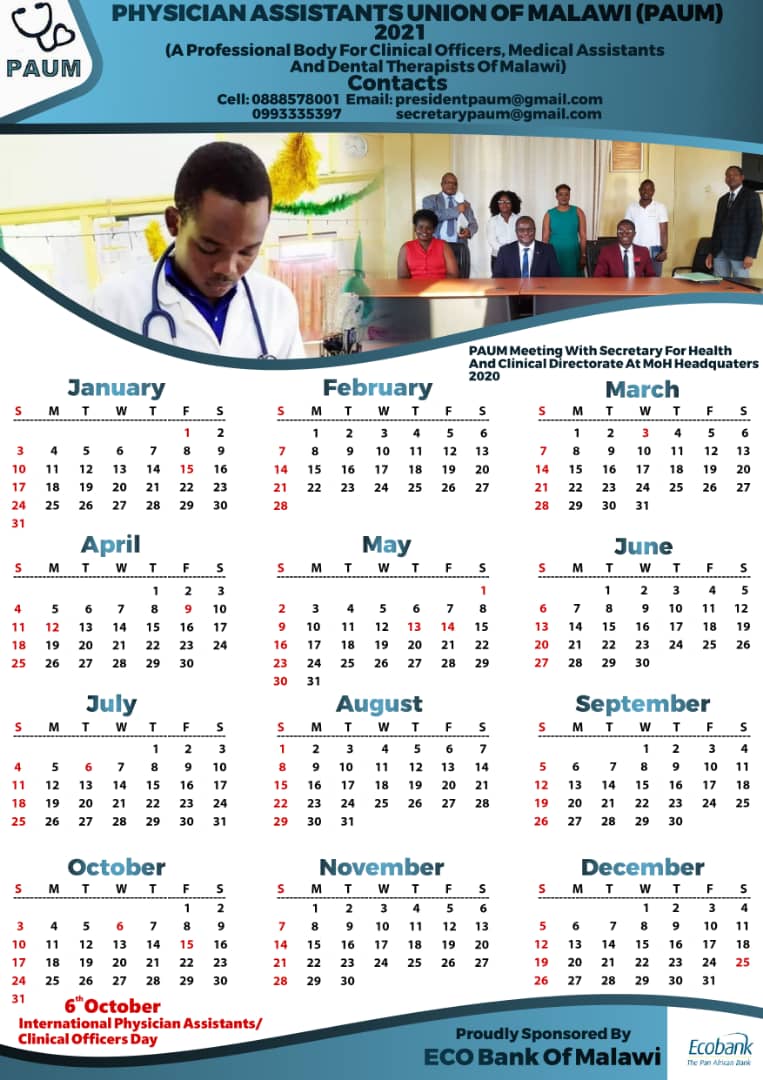 PAUM
PHYSICIAN ASSISTANTS UNION OF MALAWI (PAUM)
2021
(A Professional Body For Clinical Officers, Medical Assistants
And Dental Therapists Of Malawi)
Contacts
Cell: 0888578001 Email: presidentpaum@gmail.com
0993335397 secretarypaum@gmail.com
PAUM Meeting With Secretary For Health
And Clinical Directorate At MoH Headquaters
2020
January
S M T W T F S
1 2
3 4 5 6 7 8 9
10 11 12 13 14 15 16
17 18 19 20 21 22 23
24 25 26 27 28 29 30
31
February
S M T W T F S
1 2 3 4 5 6
7 8 9 10 11 12 13
14 15 16 17 18 19 20
21 22 23 24 25 26 27
28
March
S M T W T F S
1 2 3 4 5 6
7 8 9 10 11 12 13
14 15 16 17 18 19 20
21 22 23 24 25 26 27
28 29 30 31
April
S M T W T F S
1 2 3
4 5 6 7 8 9 10
11 12 13 14 15 16 17
18 19 20 21 22 23 24
25 26 27 28 29 30
May
S M T W T F S
1
2 3 4 5 6 7 8
9 10 11 12 13 14 15
16 17 18 19 20 21 22
23 24 25 26 27 28 29
30 31
June
S M T W T F S
1 2 3 4 5
6 7 8 9 10 11 12
13 14 15 16 17 18 19
20 21 22 23 24 25 26
27 28 29 30
July
S M T W T F S
1 2 3
4 5 6 7 8 9 10
11 12 13 14 15 16 17
18 19 20 21 22 23 24
25 26 27 28 29 30 31
August
S M T W T F S
1 2 3 4 5 6 7
8 9 10 11 12 13 14
15 16 17 18 19 20 21
22 23 24 25 26 27 28
29 30 31
September
S M T W T F S
1 2 3 4
5 6 7 8 9 10 11
12 13 14 15 16 17 18
19 20 21 22 23 24 25
26 27 28 29 30
October
S M T W T F S
1 2
3 4 5 6 7 8 9
10 11 12 13 14 15 16
17 18 19 20 21 22 23
24 25 26 27 28 29 30
31
November
S M T W T F S
1 2 3 4 5 6
7 8 9 10 11 12 13
14 15 16 17 18 19 20
21 22 23 24 25 26 27
28 29 30
December
S M T W T F S
1 2 3 4
5 6 7 8 9 10 11
12 13 14 15 16 17 18
19 20 21 22 23 24 25
26 27 28 29 30 31
6th October
International Physician Assistants/
Clinical Officers Day
Proudly Sponsored By
ECO Bank Of Malawi
Ecobank
The Pan African Bank